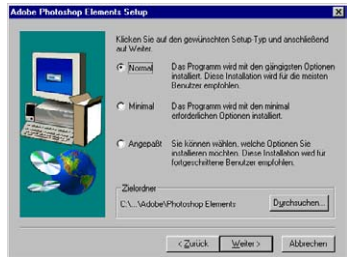 Adobe Photoshop Elements Setup
Klicken Sie auf den gewünschten Setup-Typ und anschließend
auf Weiter.
Normal
Das Programm wird mit den gängigsten Optionen
installiert. Diese Installation wird für die meisten
Benutzer empfohlen.
Minimal
Das Programm wird mit den minimal
erforderlichen Optionen installiert.
Angepaßt
Sie können wählen, welche Optionen Sie
installieren möchten. Diese Installation wird für
fortgeschrittene Benutzer empfohlen.
Zielordner
C:\...\Adobe\Photoshop Elements
Durchsuchen...
< Zurück
Weiter >
Abbrechen